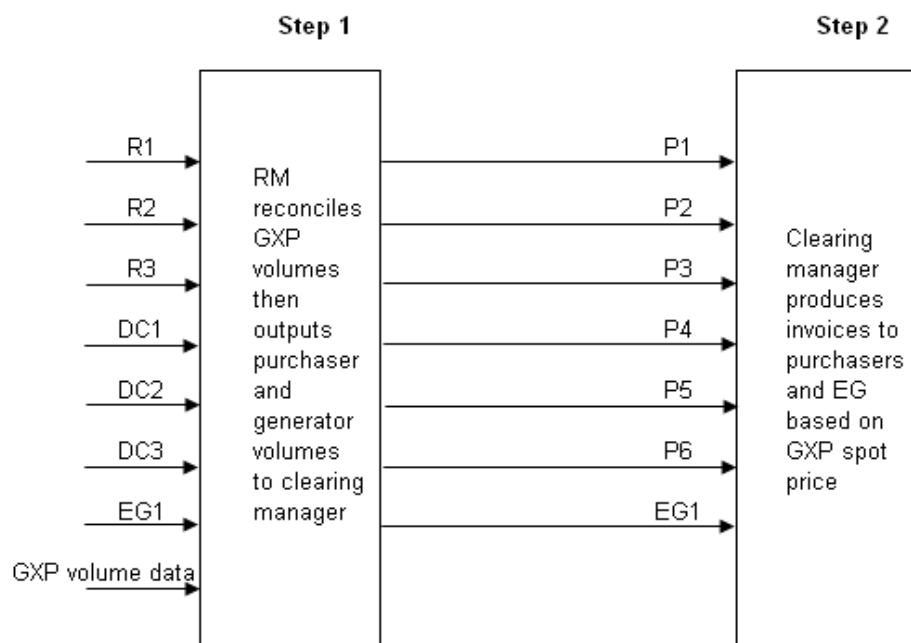 Step 1
Step 2
R1
R2
R3
DC1
DC2
DC3
EG1
GXP volume data
RM
reconciles
GXP
volumes
then
outputs
purchaser
and
generator
volumes
to clearing
manager
P1
P2
P3
P4
P5
P6
EG1
Clearing
manager
produces
invoices to
purchasers
and EG
based on
GXP spot
price